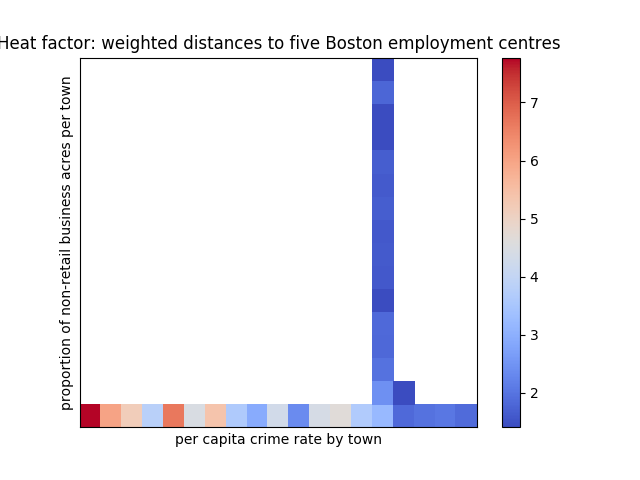 Heat factor: weighted distances to five Boston employment centres
proportion of non-retail business acres per town
per capita crime rate by town
7
6
5
4
3
2